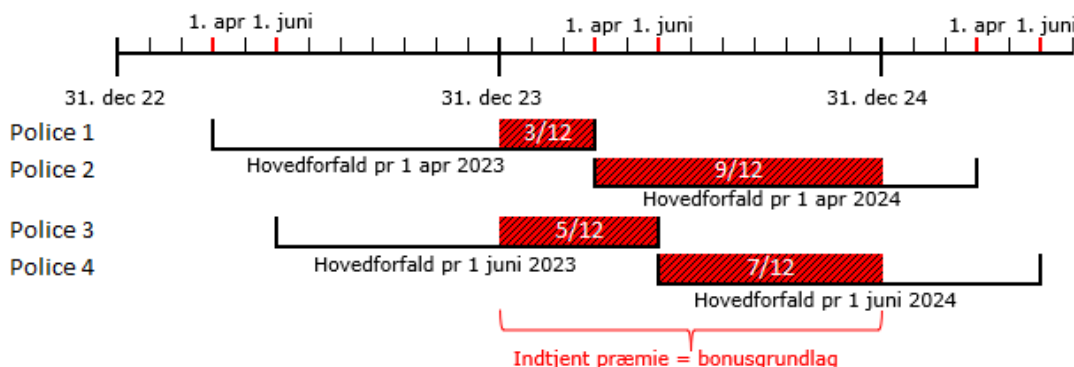 1. apr 1. juni 1. apr 1. juni 1. apr 1. juni
31. dec 22 31. dec 23 31. dec 24
Police 1 3/12
Hovedforfald pr 1 apr 2023
Police 2 9/12
Hovedforfald pr 1 apr 2024
Police 3 5/12
Hovedforfald pr 1 juni 2023
Police 4 7/12
Hovedforfald pr 1 juni 2024
Indtjent præmie = bonusgrundlag